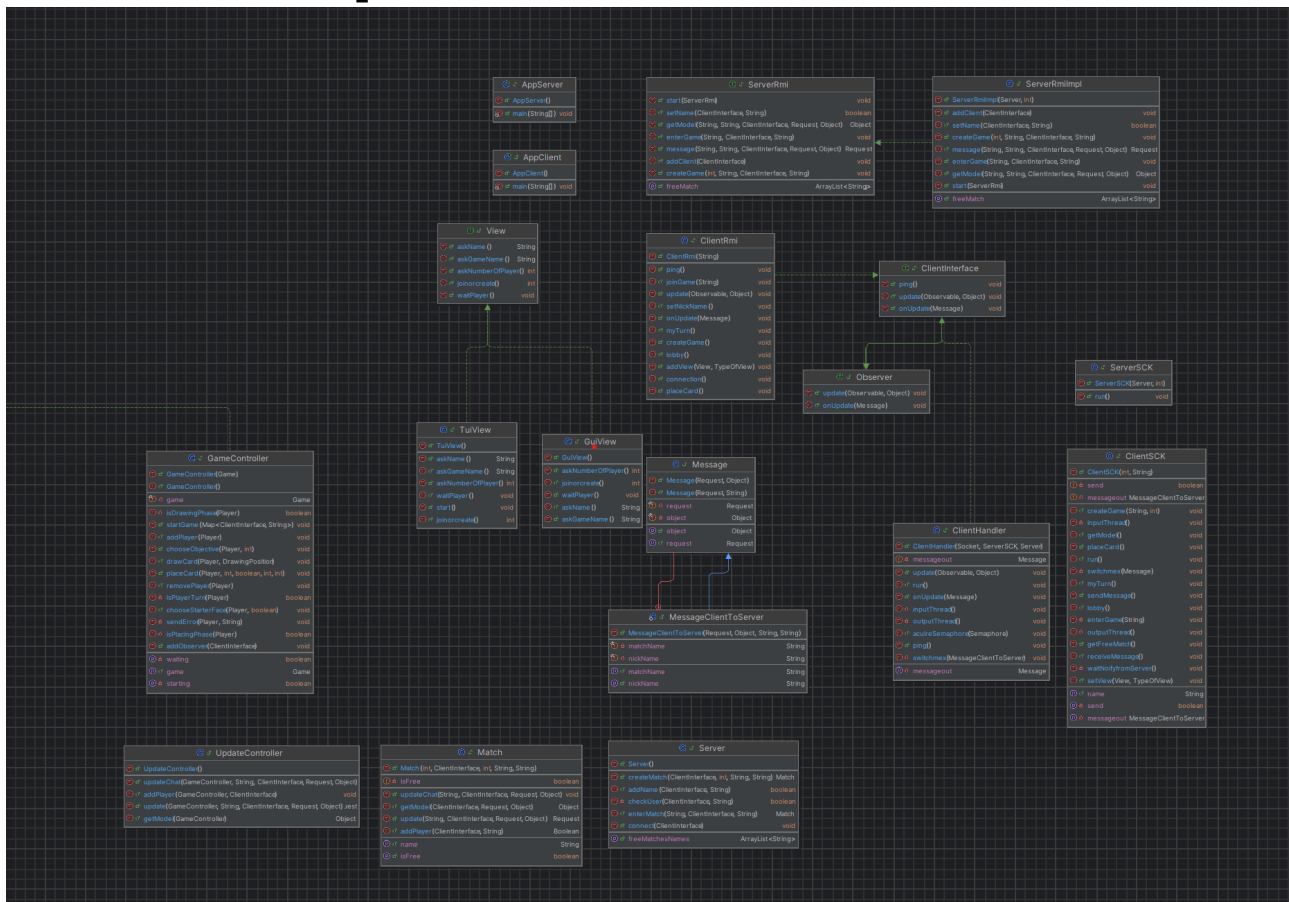 AppServer
AppServer()
main(String[]) void
AppClient
AppClient()
main(String[]) void
ServerRmi
start(ServerRmi) void
setName(ClientInterface, String) boolean
getModel(String, String, ClientInterface, Request, Object) Object
enterGame(String, ClientInterface, String) void
message(String, String, ClientInterface, Request, Object) Request
addClient(ClientInterface) void
createGame(int, String, ClientInterface, String) void
freeMatch ArrayList<String>
ServerRmiImpl
ServerRmiImpl(Server, int)
addClient(ClientInterface) void
setName(ClientInterface, String) boolean
createGame(int, String, ClientInterface, String) void
message(String, String, ClientInterface, Request, Object) Request
enterGame(String, ClientInterface, String) void
getModel(String, String, ClientInterface, Request, Object) Object
start(ServerRmi) void
freeMatch ArrayList<String>
View
askName() String
askGameName() String
askNumberOfPlayer() int
joinorcreate() int
waitPlayer() void
ClientRmi
ClientRmi(String)
ping() void
joinGame(String) void
update(Observable, Object) void
setNickName() void
onUpdate(Message) void
myTurn() void
createGame() void
lobby() void
addView(View, TypeOfView) void
connection() void
placeCard() void
ClientInterface
ping() void
update(Observable, Object) void
onUpdate(Message) void
Observer
update(Observable, Object) void
onUpdate(Message) void
ServerSCK
ServerSCK(Server, int)
run() void
TuiView
TuiView()
askName() String
askGameName() String
askNumberOfPlayer() int
waitPlayer() void
start() void
joinorcreate() int
GuiView
GuiView()
askNumberOfPlayer() int
joinorcreate() int
waitPlayer() void
askName() String
askGameName() String
GameController
GameController(Game)
GameController()
game Game
isDrawingPhase(Player) boolean
startGame(Map<ClientInterface, String>) void
addPlayer(Player) void
chooseObjective(Player, int) void
drawCard(Player, DrawingPosition) void
placeCard(Player, int, boolean, int, int) void
removePlayer(Player) void
isPlayerTurn(Player) boolean
chooseStarterFace(Player, boolean) void
sendError(Player, String) void
isPlacingPhase(Player) boolean
addObserver(ClientInterface) void
waiting boolean
game Game
starting boolean
Message
Message(Request, Object)
Message(Request, String)
request Request
object Object
object Object
request Request
MessageClientToServer
MessageClientToServer(Request, Object, String, String)
matchName String
nickName String
matchName String
nickName String
ClientHandler
ClientHandler(Socket, ServerSCK, Server)
messageout Message
update(Observable, Object) void
run() void
onUpdate(Message) void
inputThread() void
outputThread() void
acuireSemaphore(Semaphore) void
ping() void
switchmex(MessageClientToServer) void
messageout Message
ClientSCK
ClientSCK(int, String)
send boolean
messageout MessageClientToServer
createGame(String, int) void
inputThread() void
getModel() void
placeCard() void
run() void
switchmex(Message) void
myTurn() void
sendMessage() void
lobby() void
enterGame(String) void
outputThread() void
getFreeMatch() void
receiveMessage() void
waitNoifyfromServer() void
setView(View, TypeOfView) void
name String
send boolean
messageout MessageClientToServer
UpdateController
UpdateController()
updateChat(GameController, String, ClientInterface, Request, Object)
addPlayer(GameController, ClientInterface) void
update(GameController, String, ClientInterface, Request, Object)
getModel(GameController) Object
Match
Match(int, ClientInterface, int, String, String)
isFree boolean
updateChat(String, ClientInterface, Request, Object) void
getModel(ClientInterface, Request, Object) Object
update(String, ClientInterface, Request, Object) Request
addPlayer(ClientInterface, String) Boolean
name String
isFree boolean
Server
Server()
createMatch(ClientInterface, int, String, String) Match
addName(ClientInterface, String) boolean
checkUser(ClientInterface, String) boolean
enterMatch(String, ClientInterface, String) Match
connect(ClientInterface) void
freeMatchesNames ArrayList<String>